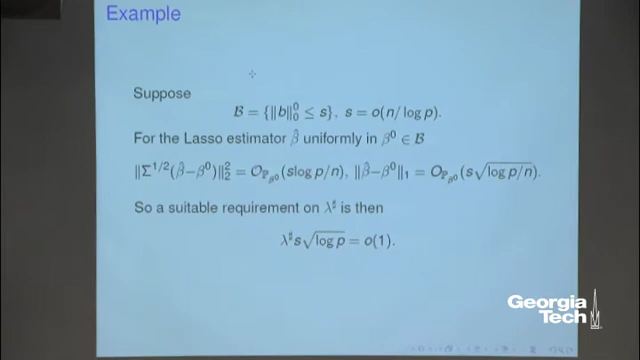 Example
Suppose
𝓑 = {‖b‖₀⁰ ≤ s}, s = o(n/ log p).
For the Lasso estimator β̂ uniformly in β⁰ ∈ 𝓑
‖Σ^{1/2}(β̂−β⁰)‖₂² = 𝒪_{ℙ_{β⁰}}(s log p/n), ‖β̂−β⁰‖₁ = 𝒪_{ℙ_{β⁰}}(s√(log p/n)).
So a suitable requirement on λ^♯ is then
λ^♯ s√(log p) = o(1).
Georgia
Tech